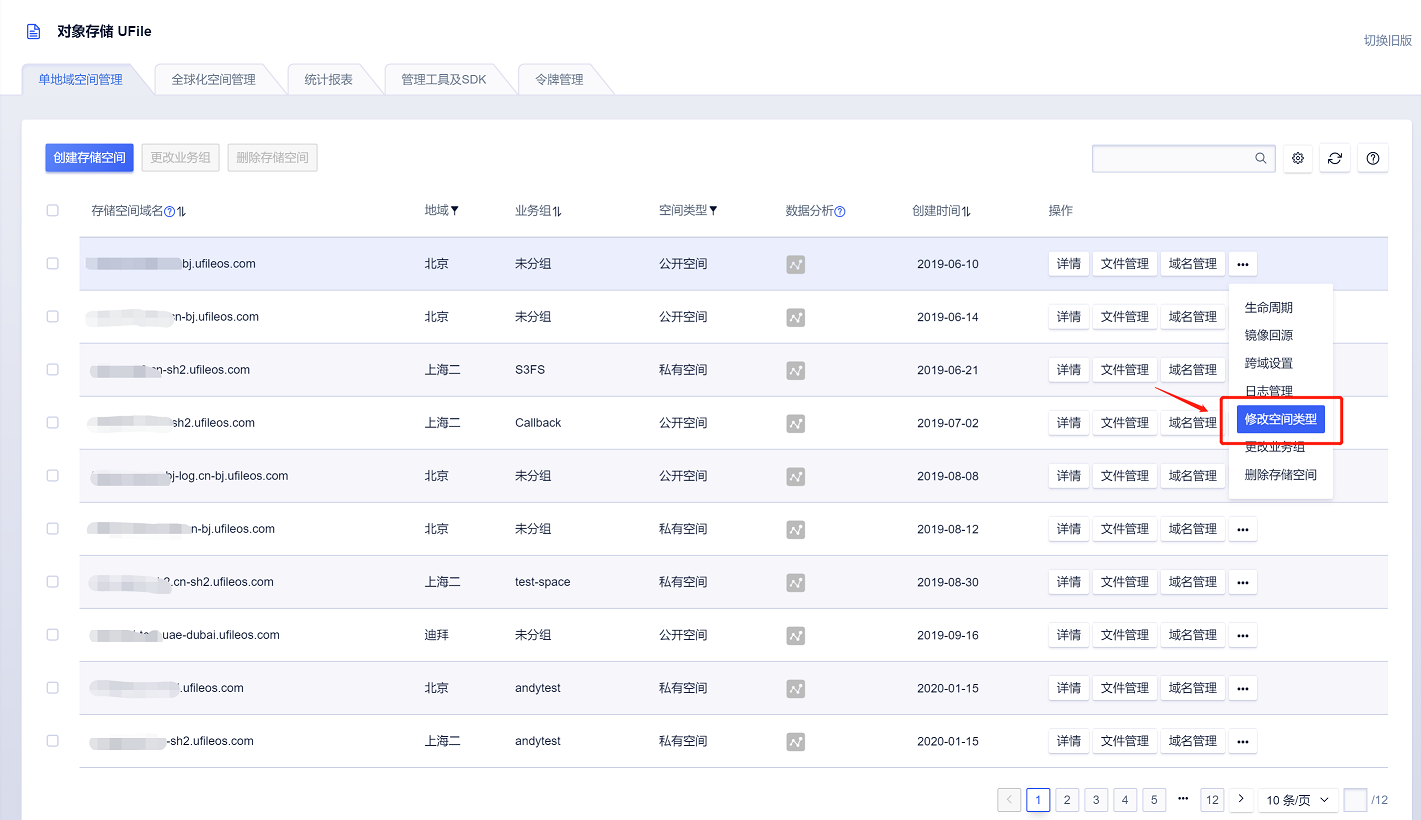 对象存储 UFile
切换旧版
单地域空间管理 全球化空间管理 统计报表 管理工具及SDK 令牌管理
创建存储空间 更改业务组 删除存储空间
存储空间域名 地域 业务组 空间类型 数据分析 创建时间 操作
bj.ufileos.com 北京 未分组 公开空间 2019-06-10 详情 文件管理 域名管理 •••
cn-bj.ufileos.com 北京 未分组 公开空间 2019-06-14 详情 文件管理 域名管理
cn-sh2.ufileos.com 上海二 S3FS 私有空间 2019-06-21 详情 文件管理 域名管理
sh2.ufileos.com 上海二 Callback 公开空间 2019-07-02 详情 文件管理 域名管理
bj-log.cn-bj.ufileos.com 北京 未分组 公开空间 2019-08-08 详情 文件管理 域名管理
生命周期
镜像回源
跨域设置
日志管理
修改空间类型
更改业务组
删除存储空间
n-bj.ufileos.com 北京 未分组 私有空间 2019-08-12 详情 文件管理 域名管理 •••
2.cn-sh2.ufileos.com 上海二 test-space 私有空间 2019-08-30 详情 文件管理 域名管理 •••
uae-dubai.ufileos.com 迪拜 未分组 公开空间 2019-09-16 详情 文件管理 域名管理 •••
.ufileos.com 北京 andytest 私有空间 2020-01-15 详情 文件管理 域名管理 •••
-sh2.ufileos.com 上海二 andytest 私有空间 2020-01-15 详情 文件管理 域名管理 •••
< 1 2 3 4 5 ••• 12 > 10 条/页 /12